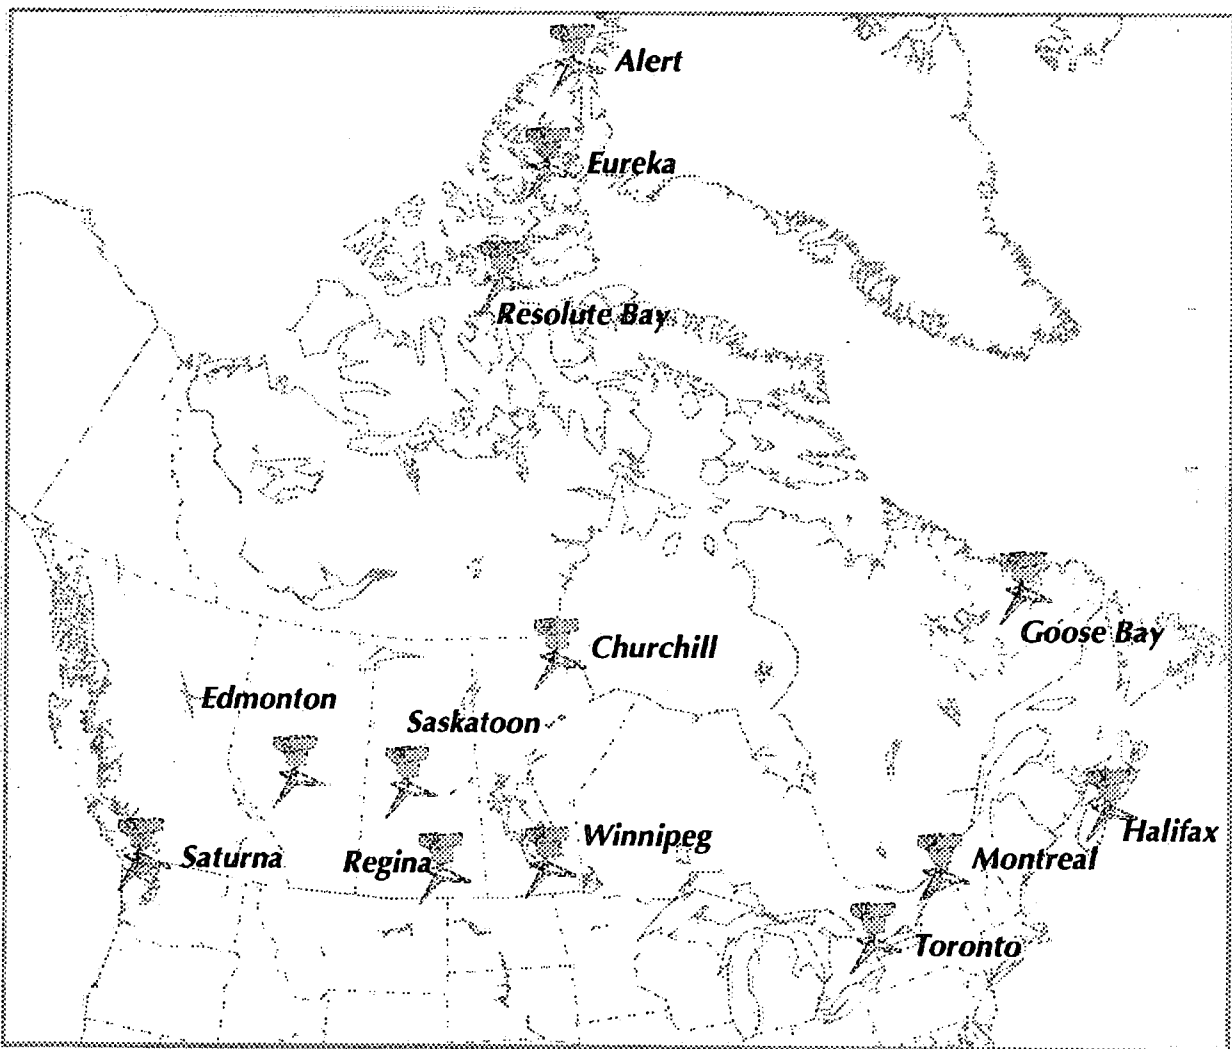 Alert
Eureka
Resolute Bay
Goose Bay
Churchill
Edmonton
Saskatoon
Winnipeg
Halifax
Saturna
Regina
Montreal
Toronto